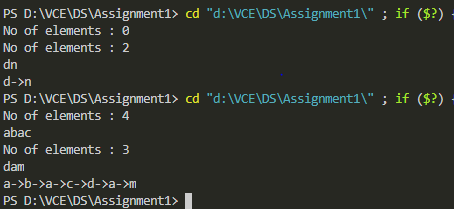 PS D:\VCE\DS\Assignment1> cd "d:\VCE\DS\Assignment1\" ; if ($?)
No of elements : 0
No of elements : 2
dn
d->n
PS D:\VCE\DS\Assignment1> cd "d:\VCE\DS\Assignment1\" ; if ($?)
No of elements : 4
abac
No of elements : 3
dam
a->b->a->c->d->a->m
PS D:\VCE\DS\Assignment1>